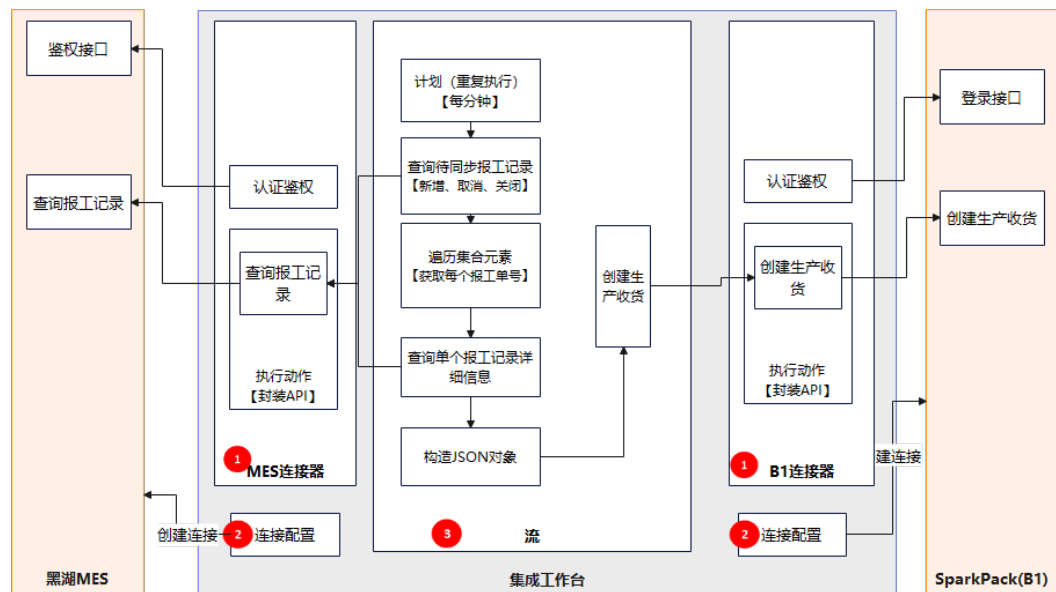 鉴权接口
查询报工记录
黑湖MES
创建连接
认证鉴权
查询报工记
录
执行动作
【封装API】
1
MES连接器
2
连接配置
计划（重复执行）
【每分钟】
查询待同步报工记录
【新增、取消、关闭】
遍历集合元素
【获取每个报工单号】
查询单个报工记录详
细信息
构造JSON对象
创建生
产收货
3
流
集成工作台
认证鉴权
创建生产收
货
执行动作
【封装API】
1
B1连接器
2
连接配置
建连接
登录接口
创建生产收货
SparkPack(B1)